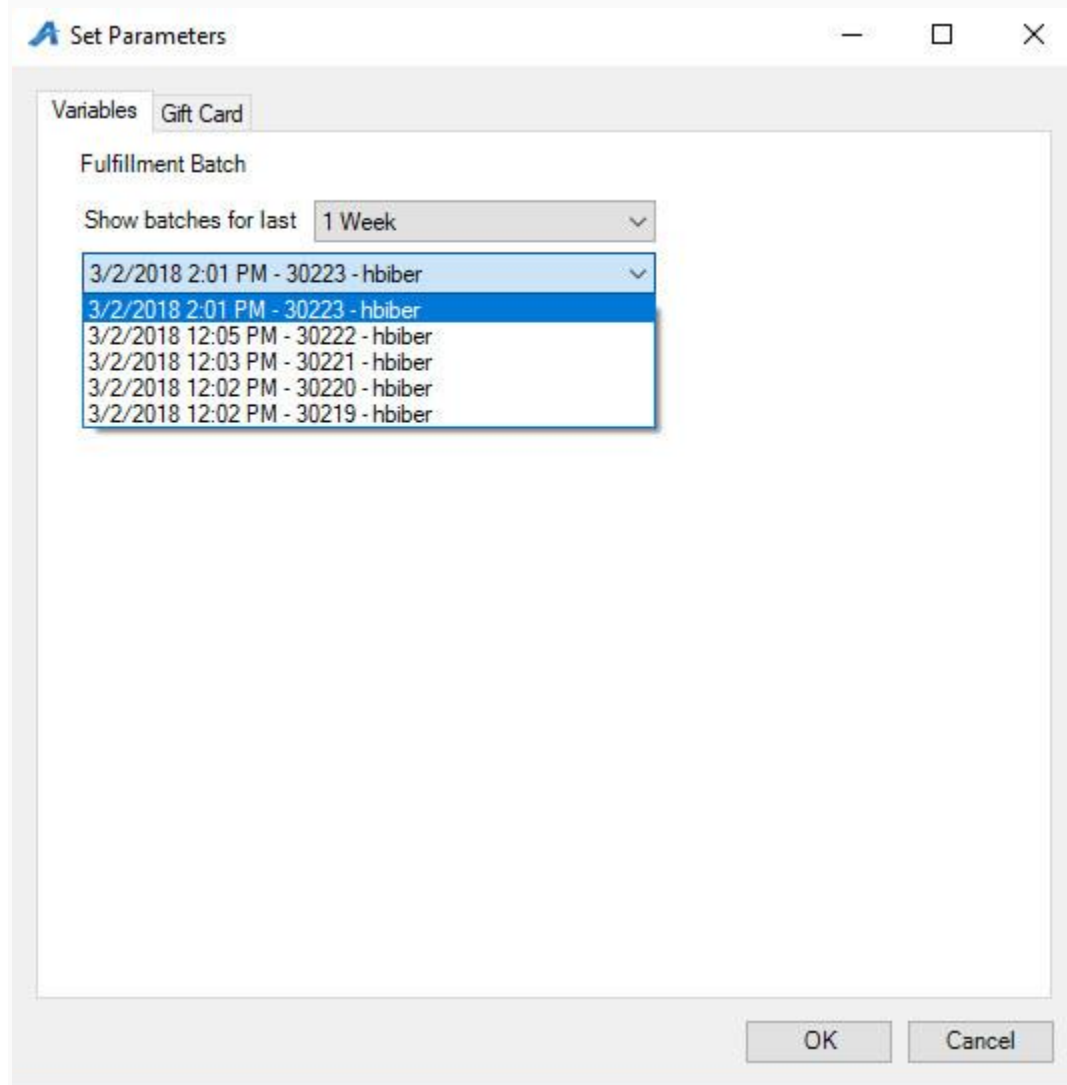 Set Parameters
Variables Gift Card
Fulfillment Batch
Show batches for last 1 Week
3/2/2018 2:01 PM - 30223 - hbiber
3/2/2018 2:01 PM - 30223 - hbiber
3/2/2018 12:05 PM - 30222 - hbiber
3/2/2018 12:03 PM - 30221 - hbiber
3/2/2018 12:02 PM - 30220 - hbiber
3/2/2018 12:02 PM - 30219 - hbiber
OK Cancel